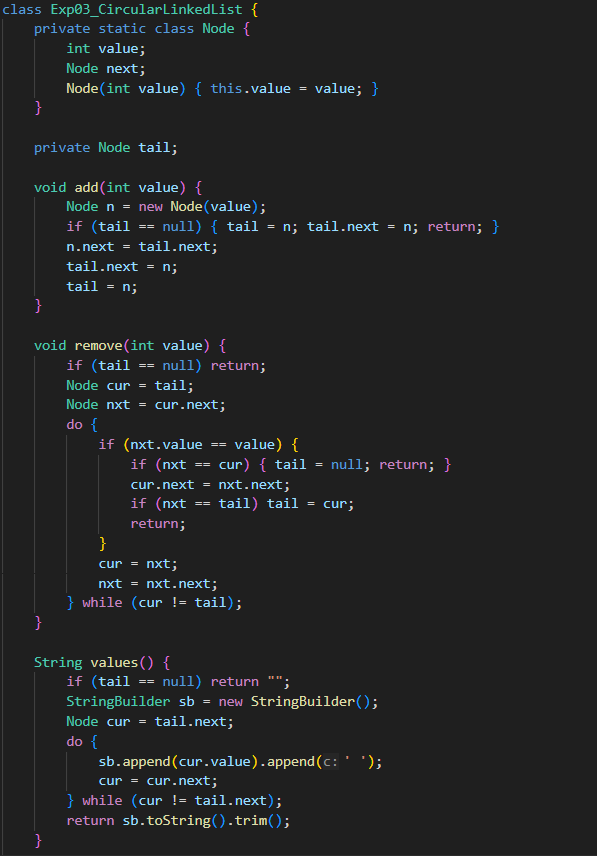 class Exp03_CircularLinkedList {
    private static class Node {
        int value;
        Node next;
        Node(int value) { this.value = value; }
    }

    private Node tail;

    void add(int value) {
        Node n = new Node(value);
        if (tail == null) { tail = n; tail.next = n; return; }
        n.next = tail.next;
        tail.next = n;
        tail = n;
    }

    void remove(int value) {
        if (tail == null) return;
        Node cur = tail;
        Node nxt = cur.next;
        do {
            if (nxt.value == value) {
                if (nxt == cur) { tail = null; return; }
                cur.next = nxt.next;
                if (nxt == tail) tail = cur;
                return;
            }
            cur = nxt;
            nxt = nxt.next;
        } while (cur != tail);
    }

    String values() {
        if (tail == null) return "";
        StringBuilder sb = new StringBuilder();
        Node cur = tail.next;
        do {
            sb.append(cur.value).append(c: ' ');
            cur = cur.next;
        } while (cur != tail.next);
        return sb.toString().trim();
    }